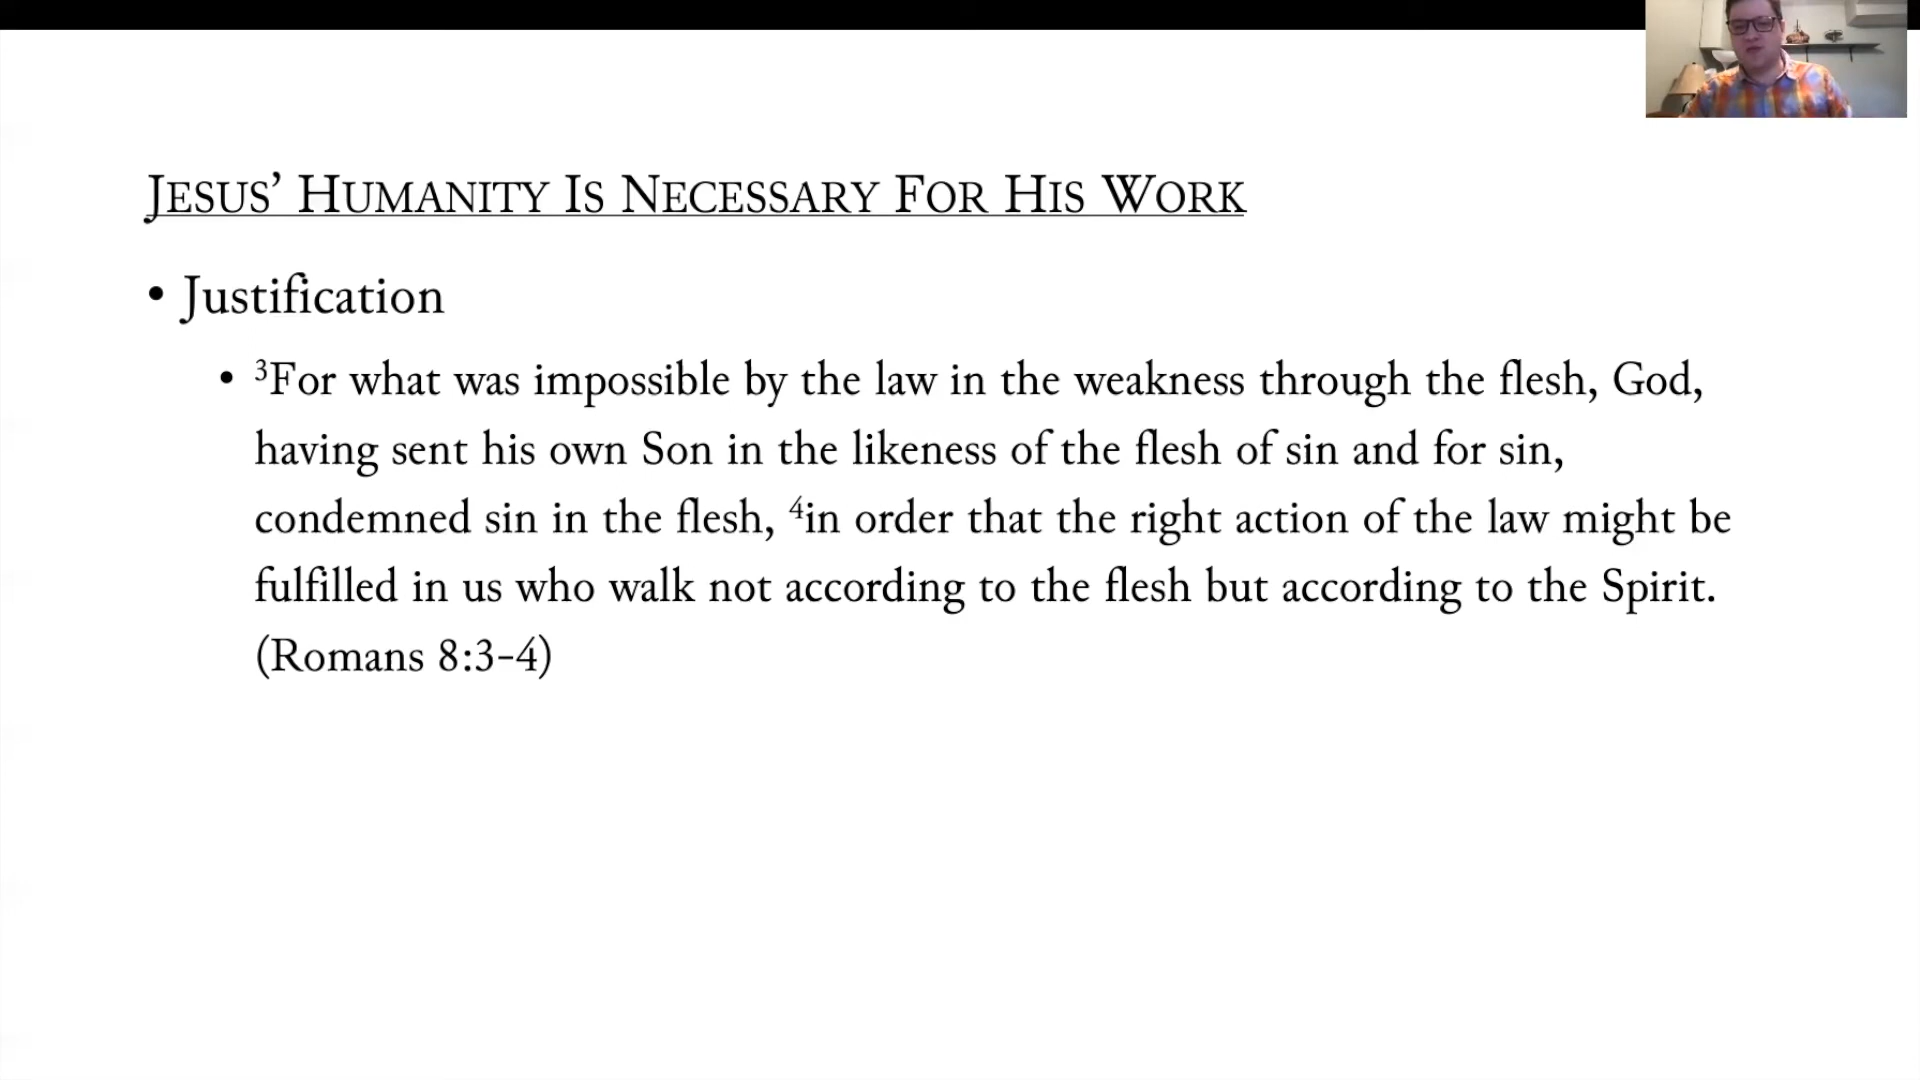 JESUS’ HUMANITY IS NECESSARY FOR HIS WORK
• Justification
• ³For what was impossible by the law in the weakness through the flesh, God,
having sent his own Son in the likeness of the flesh of sin and for sin,
condemned sin in the flesh, ⁴in order that the right action of the law might be
fulfilled in us who walk not according to the flesh but according to the Spirit.
(Romans 8:3-4)